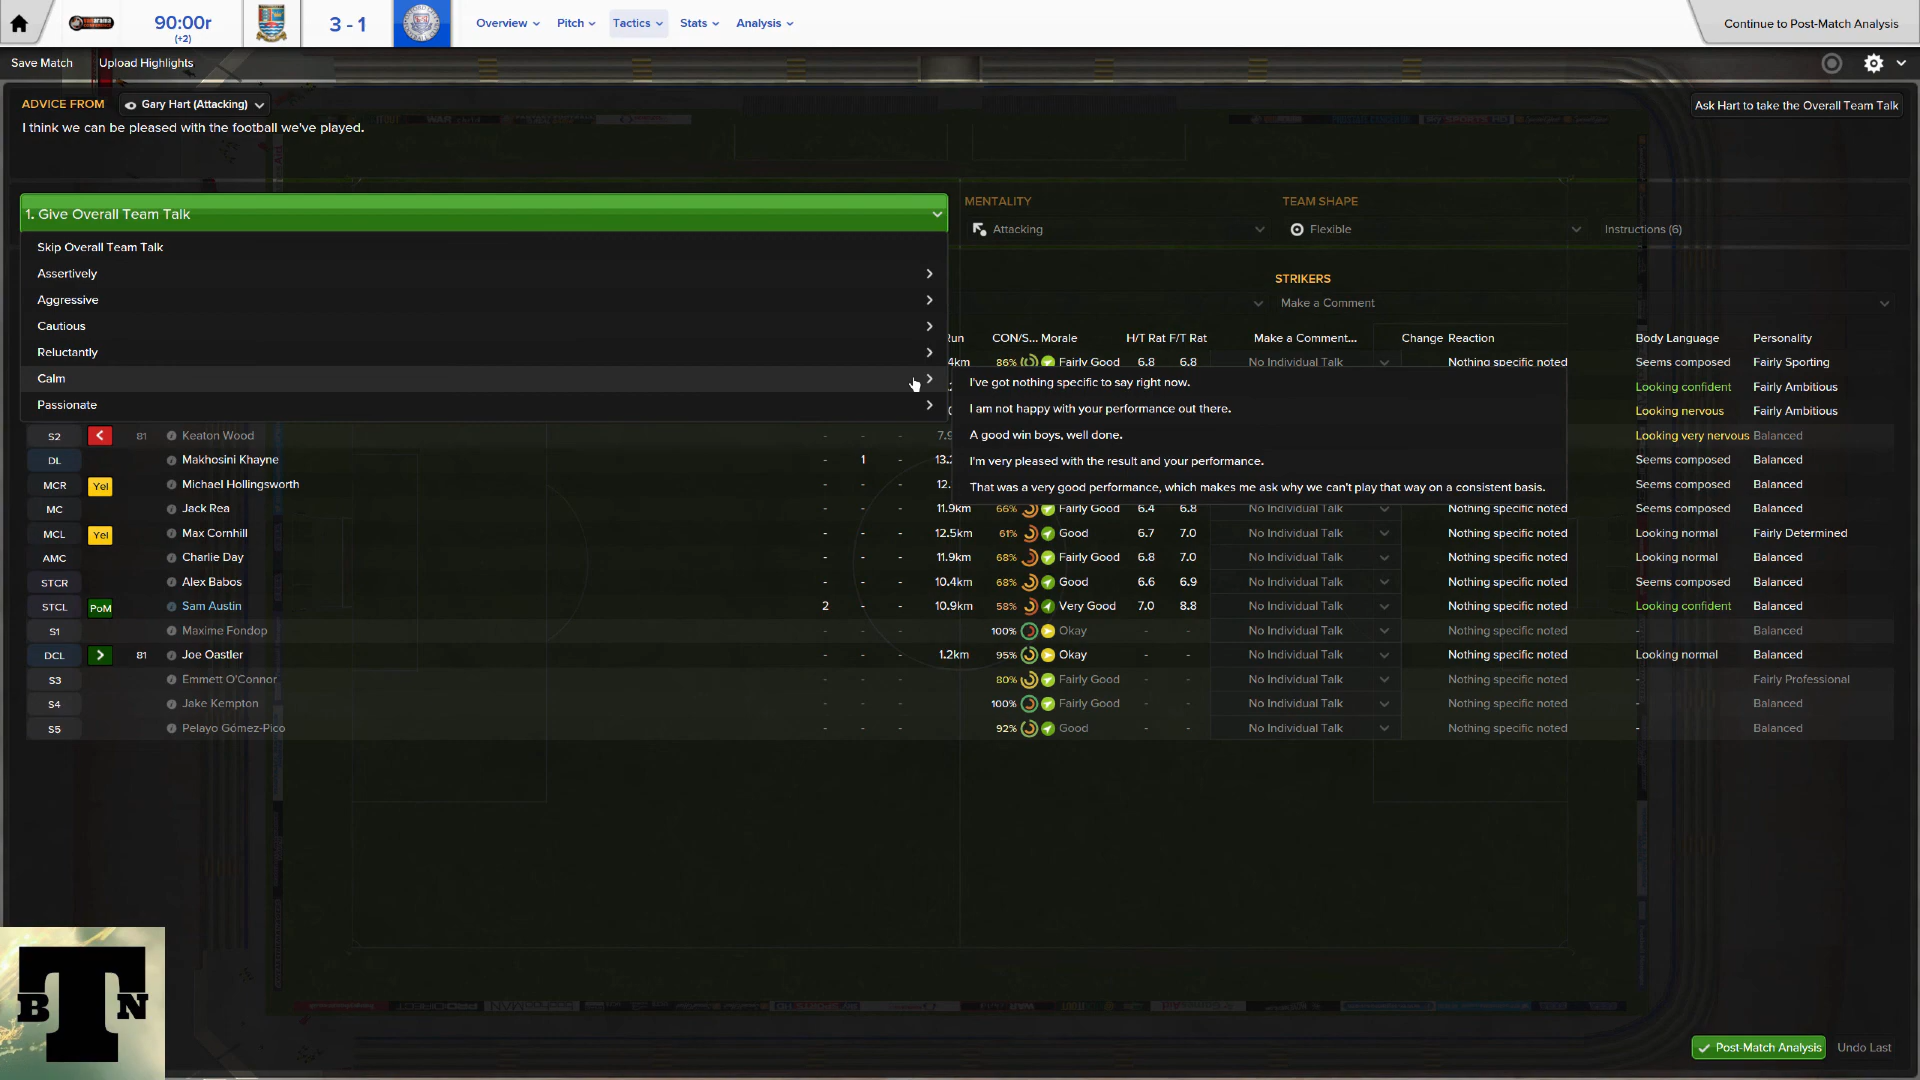 90:00r
(+2)
3 - 1
Overview
Pitch
Tactics
Stats
Analysis
Continue to Post-Match Analysis
Save Match
Upload Highlights
ADVICE FROM
Gary Hart (Attacking)
Ask Hart to take the Overall Team Talk
I think we can be pleased with the football we've played.
1. Give Overall Team Talk
MENTALITY
TEAM SHAPE
Attacking
Flexible
Instructions (6)
Skip Overall Team Talk
Assertively
Aggressive
Cautious
Reluctantly
Calm
Passionate
STRIKERS
Make a Comment
CON/S... Morale H/T Rat F/T Rat Make a Comment... Change Reaction Body Language Personality
86% Fairly Good 6.8 6.8 No Individual Talk Nothing specific noted Seems composed Fairly Sporting
Looking confident Fairly Ambitious
Looking nervous Fairly Ambitious
I've got nothing specific to say right now.
I am not happy with your performance out there.
A good win boys, well done.
I'm very pleased with the result and your performance.
That was a very good performance, which makes me ask why we can't play that way on a consistent basis.
S2 81 Keaton Wood - - - Looking very nervous Balanced
DL Makhosini Khayne - 1 - Seems composed Balanced
MCR Yel Michael Hollingsworth - - - Seems composed Balanced
MC Jack Rea - - - 11.9km 66% Fairly Good 6.4 6.8 No Individual Talk Nothing specific noted Seems composed Balanced
MCL Yel Max Cornhill - - - 12.5km 61% Good 6.7 7.0 No Individual Talk Nothing specific noted Looking normal Fairly Determined
AMC Charlie Day - - - 11.9km 68% Fairly Good 6.8 7.0 No Individual Talk Nothing specific noted Looking normal Balanced
STCR Alex Babos - - - 10.4km 68% Good 6.6 6.9 No Individual Talk Nothing specific noted Seems composed Balanced
STCL PoM Sam Austin 2 - - 10.9km 58% Very Good 7.0 8.8 No Individual Talk Nothing specific noted Looking confident Balanced
S1 Maxime Fondop - - - 100% Okay - - No Individual Talk Nothing specific noted - Balanced
DCL 81 Joe Oastler - - - 1.2km 95% Okay - - No Individual Talk Nothing specific noted Looking normal Balanced
S3 Emmett O'Connor - - - 80% Fairly Good - - No Individual Talk Nothing specific noted - Fairly Professional
S4 Jake Kempton - - - 100% Fairly Good - - No Individual Talk Nothing specific noted - Balanced
S5 Pelayo Gómez-Pico - - - 92% Good - - No Individual Talk Nothing specific noted - Balanced
BTN
Post-Match Analysis
Undo Last